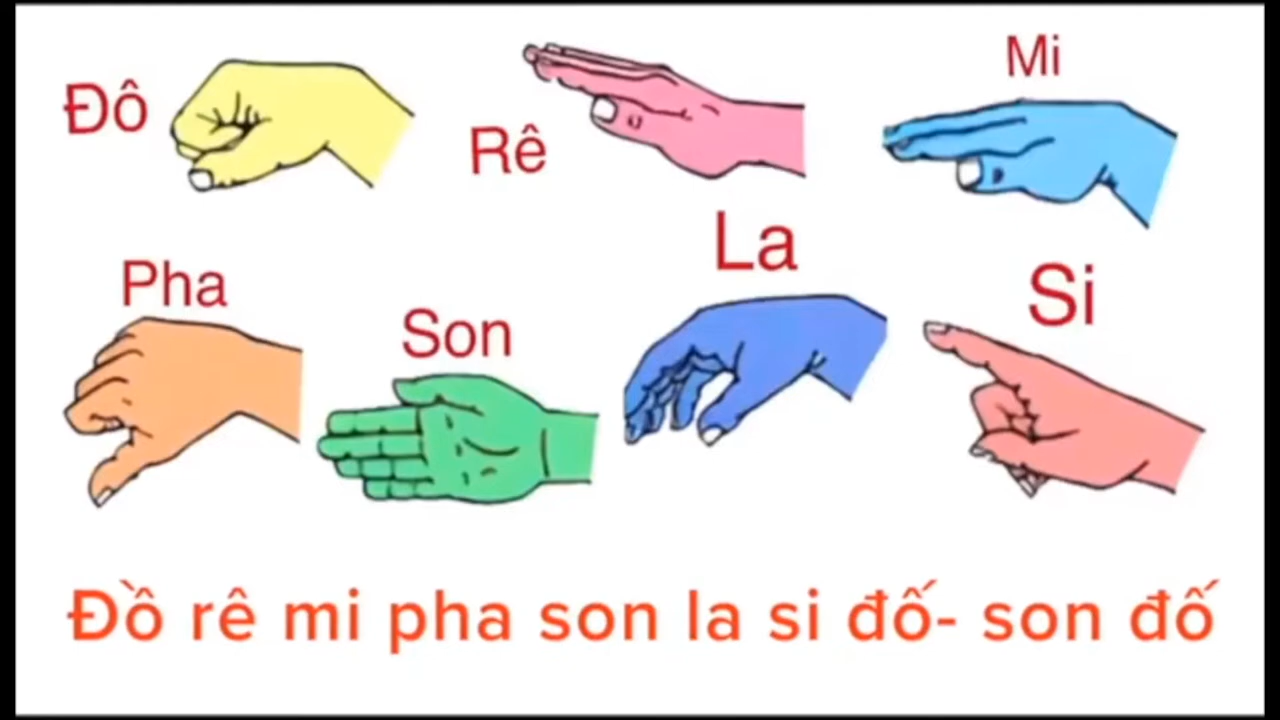 Đô
Rê
Mi
Pha
Son
La
Si
Đồ rê mi pha son la si đố- son đố